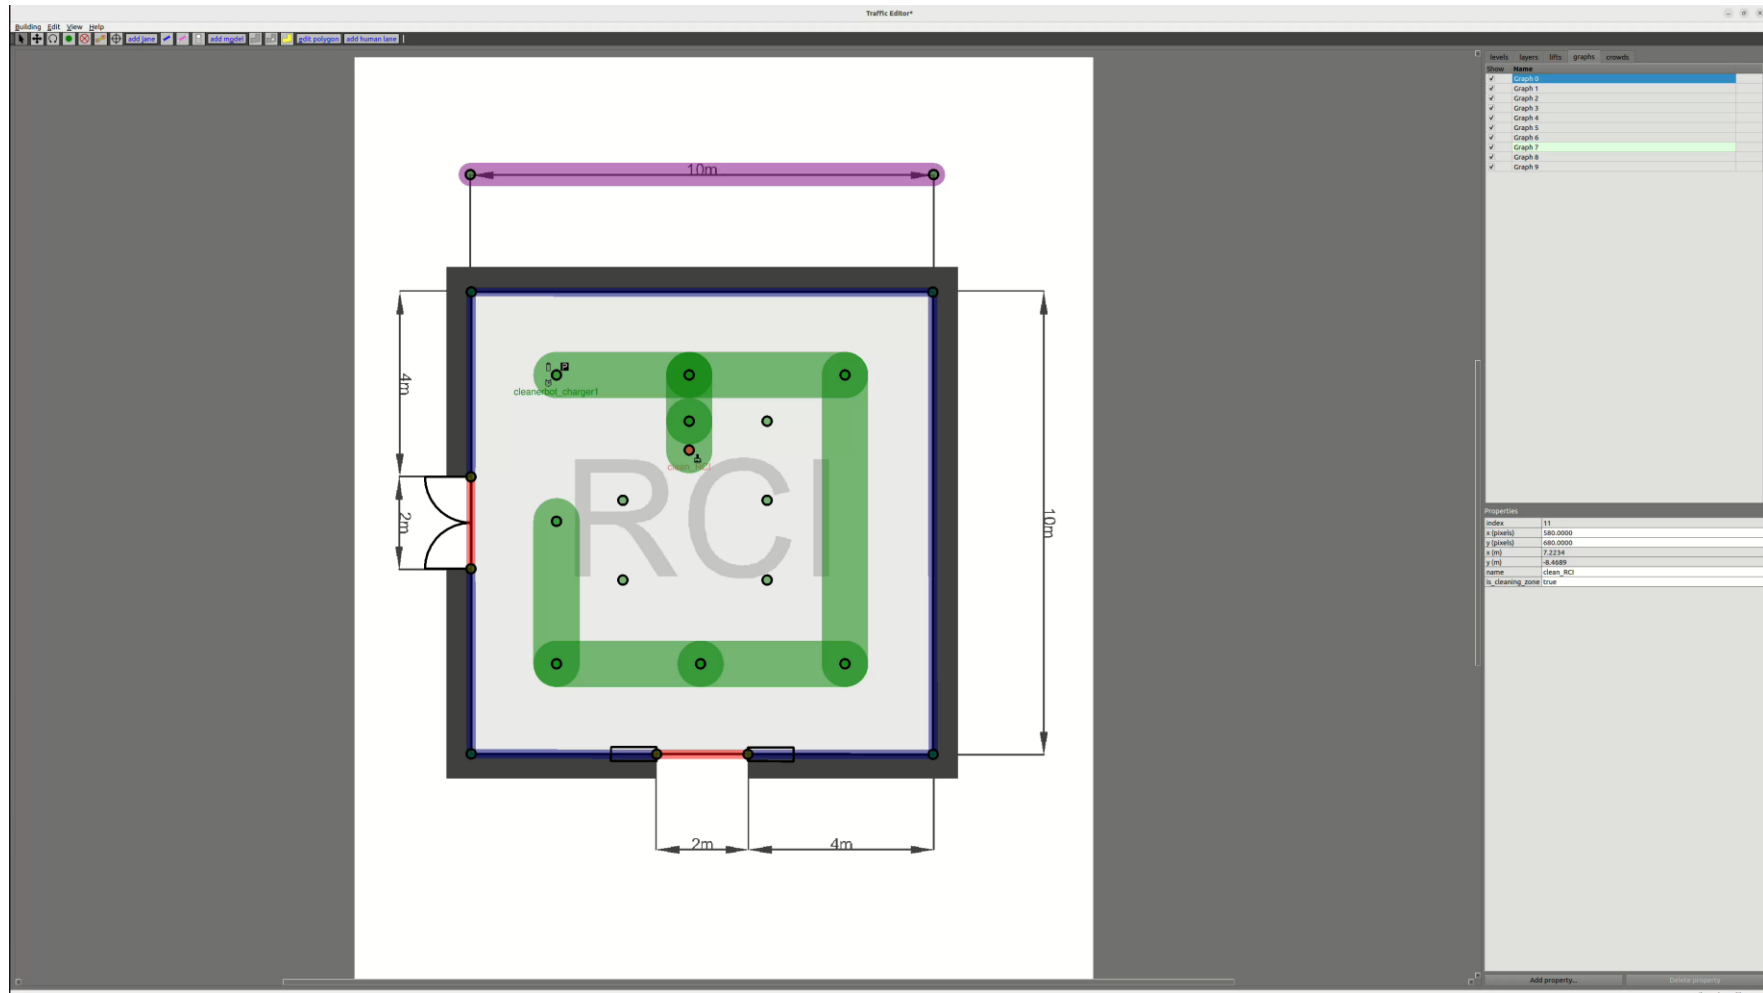 Traffic Editor*
Building Edit View Help
add lane add model edit polygon add human lane
levels layers lifts graphs crowds
Show Name
Graph 0
Graph 1
Graph 2
Graph 3
Graph 4
Graph 5
Graph 6
Graph 7
Graph 8
Graph 9
10m
4m
2m
10m
cleanerbot_charger1
clean_RCI
RCI
2m
4m
Properties
index 11
x (pixels) 580.0000
y (pixels) 680.0000
x (m) 7.2234
y (m) -8.4689
name clean_RCI
is_cleaning_zone true
Add property...
Delete property